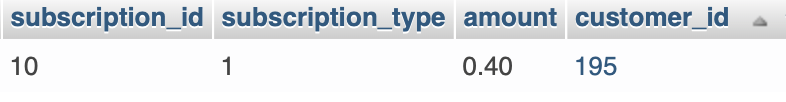 subscription_id subscription_type amount customer_id
10 1 0.40 195